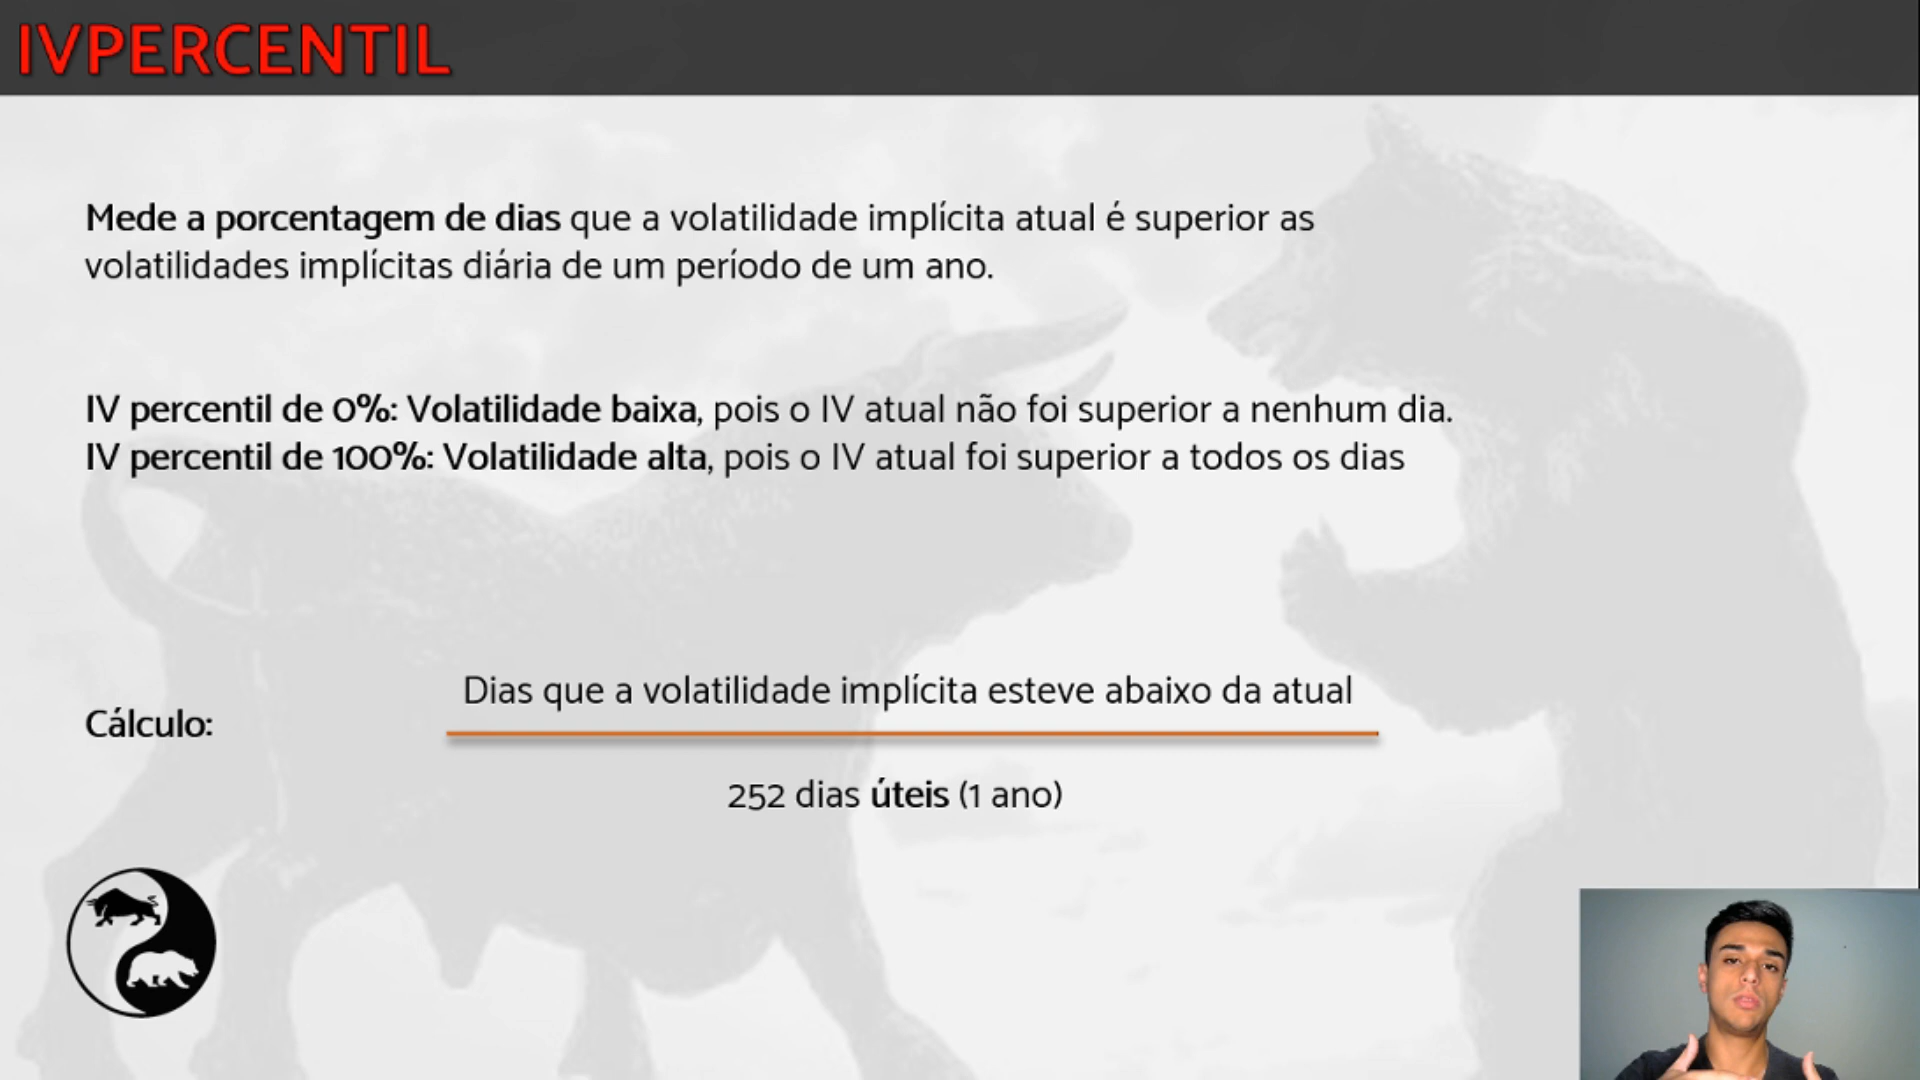 IVPERCENTIL
Mede a porcentagem de dias que a volatilidade implícita atual é superior as
volatilidades implícitas diária de um período de um ano.
IV percentil de 0%: Volatilidade baixa, pois o IV atual não foi superior a nenhum dia.
IV percentil de 100%: Volatilidade alta, pois o IV atual foi superior a todos os dias
Dias que a volatilidade implícita esteve abaixo da atual
Cálculo:
252 dias úteis (1 ano)